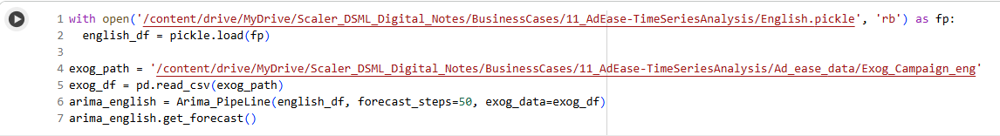 1 with open('/content/drive/MyDrive/Scaler_DSML_Digital_Notes/BusinessCases/11_AdEase-TimeSeriesAnalysis/English.pickle', 'rb') as fp:
2   english_df = pickle.load(fp)
3
4 exog_path = '/content/drive/MyDrive/Scaler_DSML_Digital_Notes/BusinessCases/11_AdEase-TimeSeriesAnalysis/Ad_ease_data/Exog_Campaign_eng'
5 exog_df = pd.read_csv(exog_path)
6 arima_english = Arima_PipeLine(english_df, forecast_steps=50, exog_data=exog_df)
7 arima_english.get_forecast()